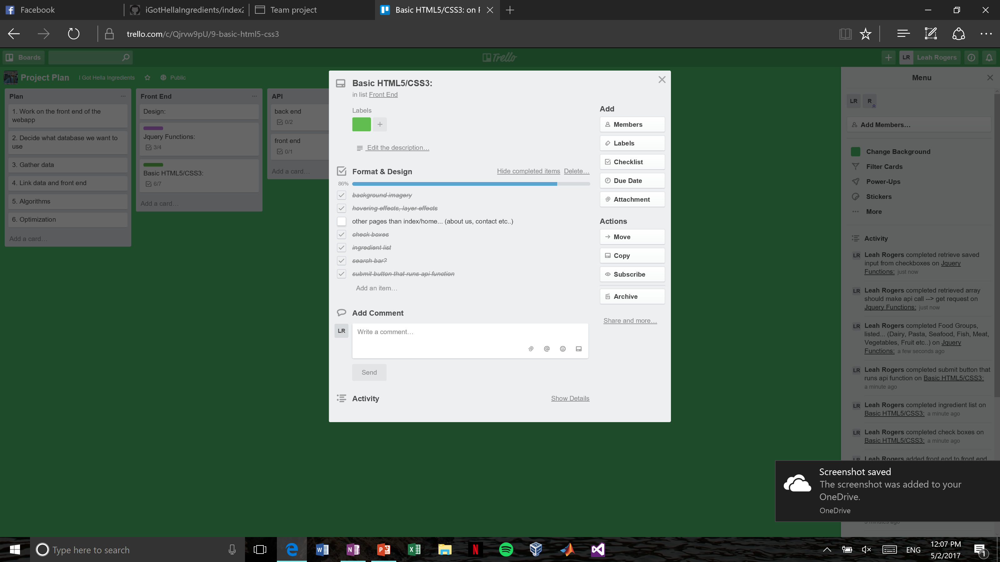 Facebook
iGotHellaIngredients/index2
Team project
Basic HTML5/CSS3: on P
trello.com/c/Qjrvw9pU/9-basic-html5-css3
Boards
Trello
LR Leah Rogers
Project Plan
I Got Hella Ingredients
Public
Plan
1. Work on the front end of the
webapp
2. Decide what database we want to
use
3. Gather data
4. Link data and front end
5. Algorithms
6. Optimization
Add a card…
Front End
Design:
Jquery Functions:
3/4
Basic HTML5/CSS3:
6/7
Add a card…
API
back end
0/2
front end
0/1
Add a card…
Basic HTML5/CSS3:
in list Front End
Labels
Edit the description…
Format & Design
Hide completed items Delete…
86%
background imagery
hovering effects, layer effects
other pages than index/home... (about us, contact etc..)
check boxes
ingredient list
search bar?
submit button that runs api function
Add an item…
Add Comment
LR
Write a comment…
Send
Activity
Show Details
Add
Members
Labels
Checklist
Due Date
Attachment
Actions
Move
Copy
Subscribe
Archive
Share and more…
Menu
LR R
Add Members…
Change Background
Filter Cards
Power-Ups
Stickers
More
Activity
LR Leah Rogers completed retrieve saved
input from checkboxes on Jquery
Functions: just now
LR Leah Rogers completed retrieved array
should make api call --> get request on
Jquery Functions: just now
LR Leah Rogers completed Food Groups,
listed... (Dairy, Pasta, Seafood, Fish, Meat,
Vegetables, Fruit etc..) on Jquery
Functions: a few seconds ago
LR Leah Rogers completed submit button that
runs api function on Basic HTML5/CSS3:
a minute ago
LR Leah Rogers completed ingredient list on
Basic HTML5/CSS3: a minute ago
LR Leah Rogers completed check boxes on
Basic HTML5/CSS3: a minute ago
LR Leah Rogers added front end to front end
Screenshot saved
The screenshot was added to your
OneDrive.
OneDrive
minutes ago
Type here to search
ENG
12:07 PM
5/2/2017
1